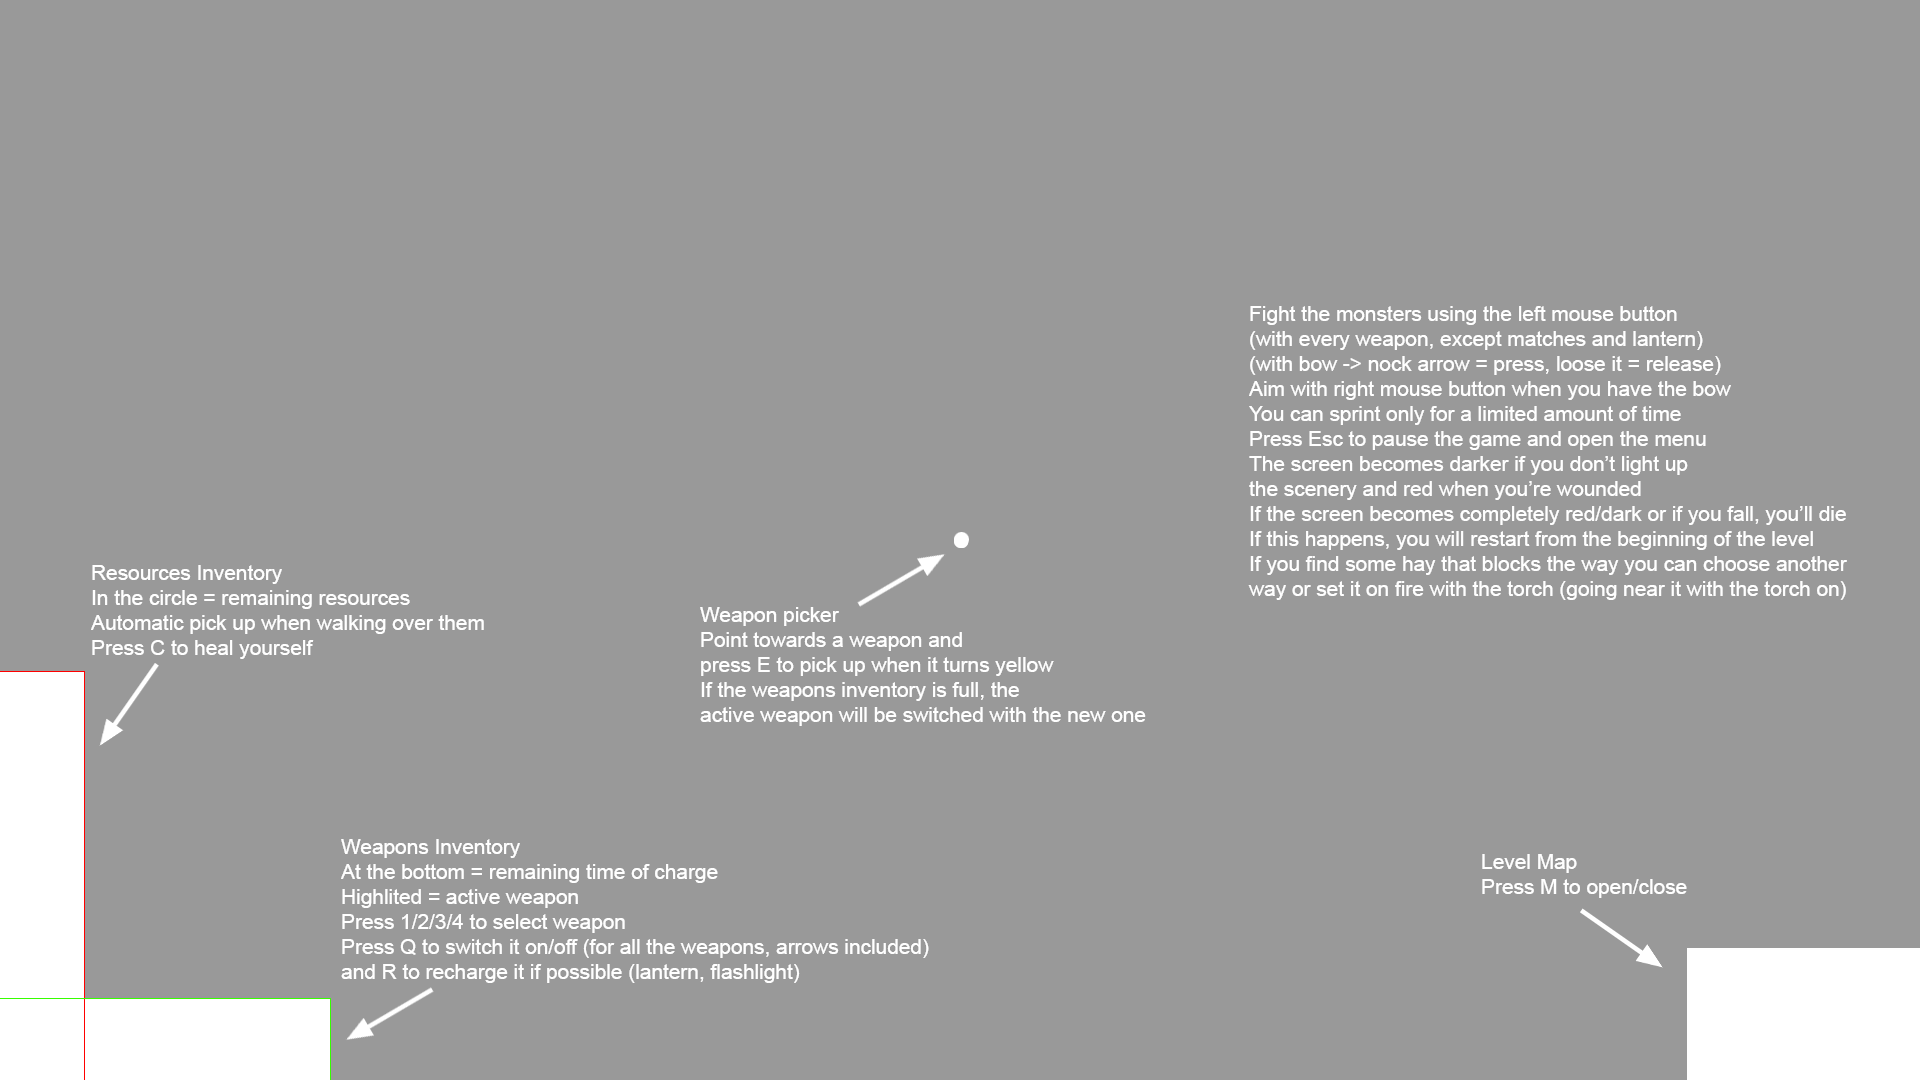 Fight the monsters using the left mouse button
(with every weapon, except matches and lantern)
(with bow -> nock arrow = press, loose it = release)
Aim with right mouse button when you have the bow
You can sprint only for a limited amount of time
Press Esc to pause the game and open the menu
The screen becomes darker if you don’t light up
the scenery and red when you’re wounded
If the screen becomes completely red/dark or if you fall, you’ll die
If this happens, you will restart from the beginning of the level
If you find some hay that blocks the way you can choose another
way or set it on fire with the torch (going near it with the torch on)
Resources Inventory
In the circle = remaining resources
Automatic pick up when walking over them
Press C to heal yourself
Weapon picker
Point towards a weapon and
press E to pick up when it turns yellow
If the weapons inventory is full, the
active weapon will be switched with the new one
Weapons Inventory
At the bottom = remaining time of charge
Highlited = active weapon
Press 1/2/3/4 to select weapon
Press Q to switch it on/off (for all the weapons, arrows included)
and R to recharge it if possible (lantern, flashlight)
Level Map
Press M to open/close